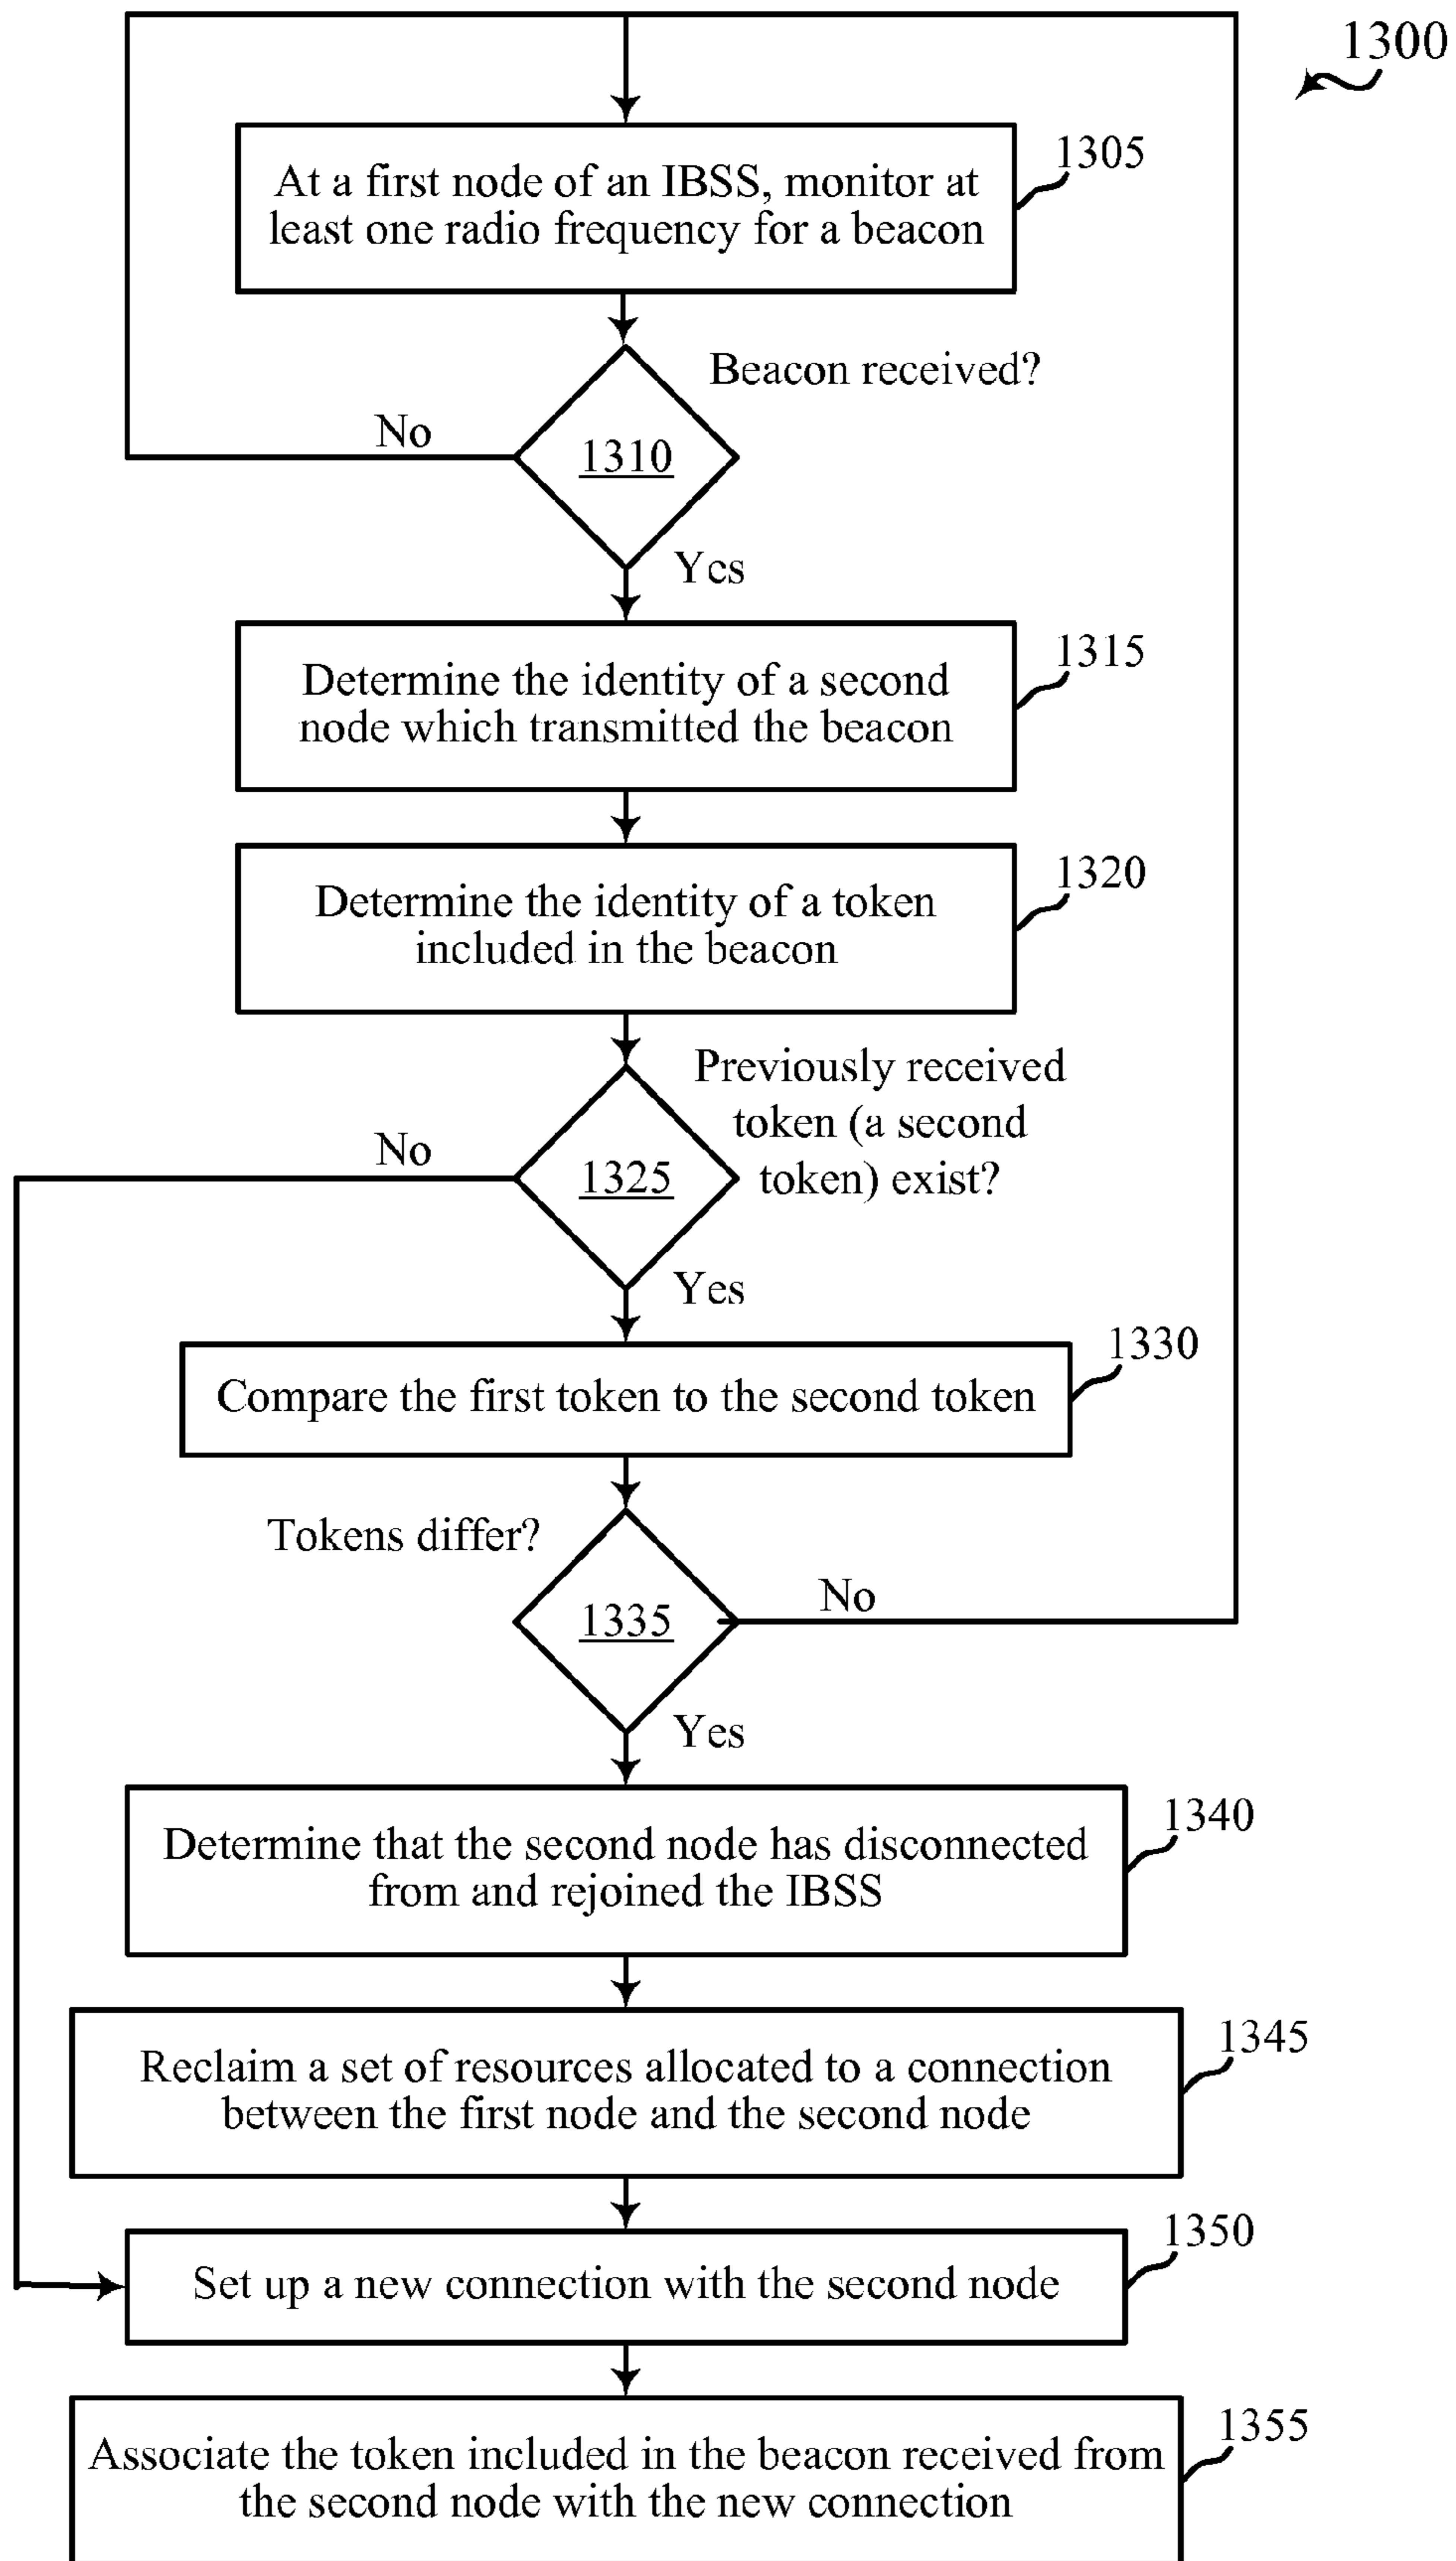 1300
At a first node of an IBSS, monitor at
least one radio frequency for a beacon
1305
Beacon received?
No
1310
Yes
Determine the identity of a second
node which transmitted the beacon
1315
Determine the identity of a token
included in the beacon
1320
Previously received
token (a second
token) exist?
No
1325
Yes
Compare the first token to the second token
1330
Tokens differ?
No
1335
Yes
Determine that the second node has disconnected
from and rejoined the IBSS
1340
Reclaim a set of resources allocated to a connection
between the first node and the second node
1345
Set up a new connection with the second node
1350
Associate the token included in the beacon received from
the second node with the new connection
1355